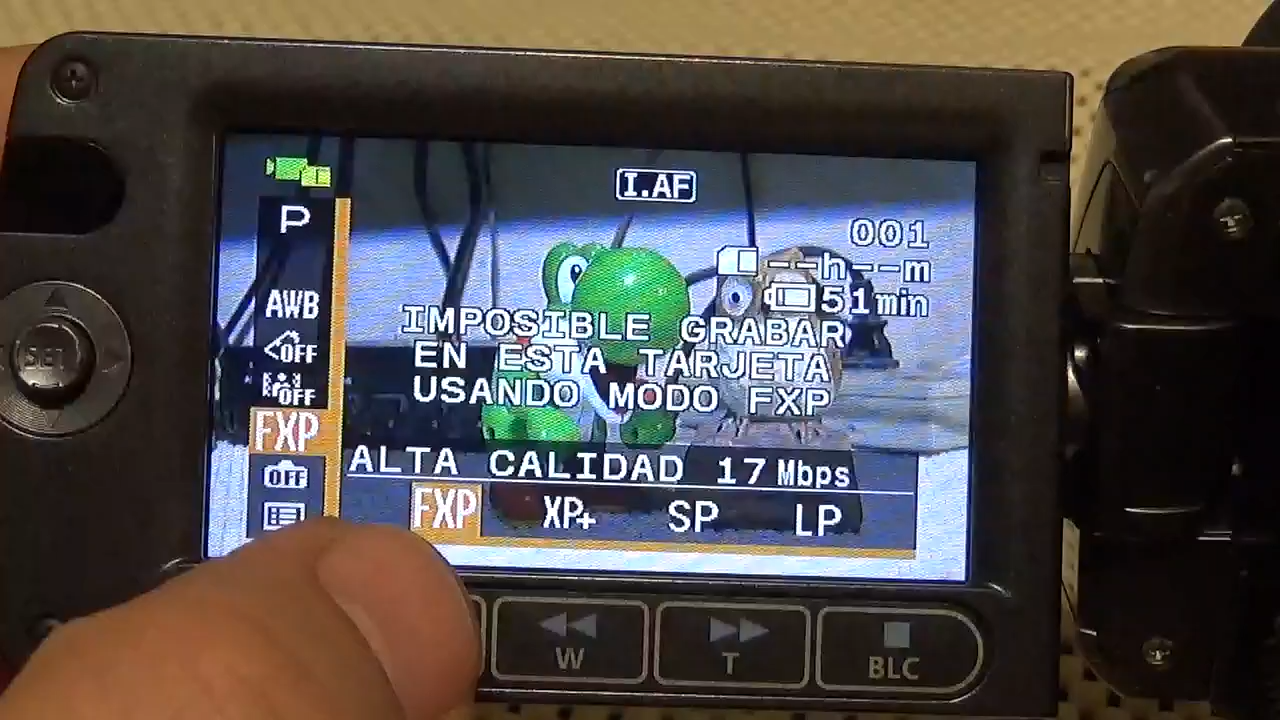 I.AF
P
001
--h--m
51min
AWB
IMPOSIBLE GRABAR
EN ESTA TARJETA
USANDO MODO FXP
OFF
OFF
FXP
ALTA CALIDAD 17 Mbps
OFF
FXP XP+ SP LP
SET
W
T
BLC